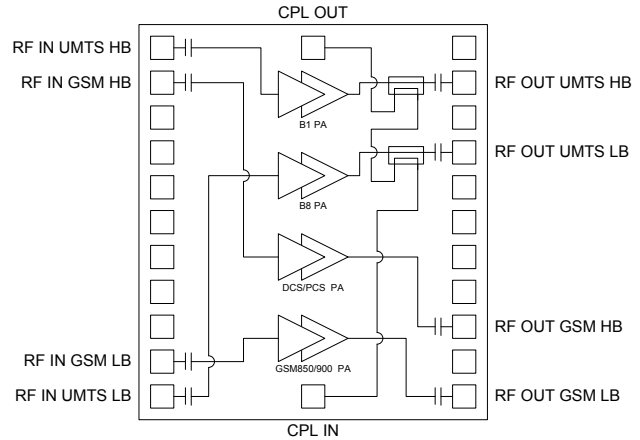 CPL OUT
RF IN UMTS HB
RF IN GSM HB
RF OUT UMTS HB
B1 PA
RF OUT UMTS LB
B8 PA
DCS/PCS PA
RF OUT GSM HB
RF IN GSM LB
GSM850/900 PA
RF IN UMTS LB
RF OUT GSM LB
CPL IN